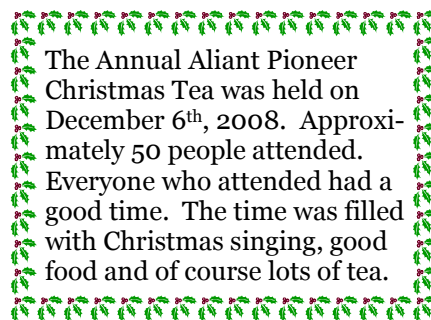 The Annual Aliant Pioneer
Christmas Tea was held on
December 6th, 2008.  Approxi-
mately 50 people attended.
Everyone who attended had a
good time.  The time was filled
with Christmas singing, good
food and of course lots of tea.